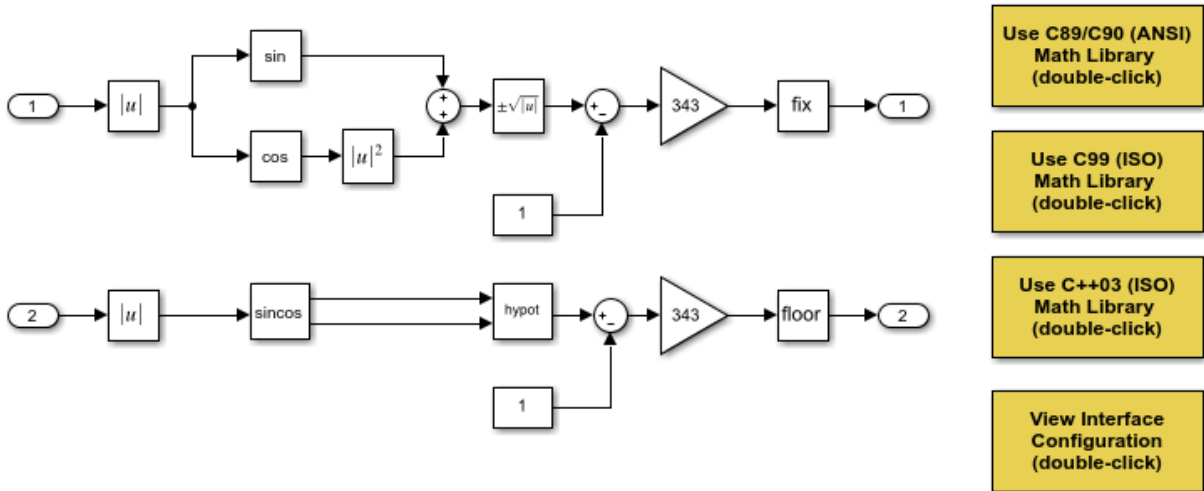 1
|u|
sin
cos
|u|²
+
+
±√|u|
+
−
1
343
fix
1
2
|u|
sincos
hypot
+
−
1
343
floor
2
Use C89/C90 (ANSI)
Math Library
(double-click)
Use C99 (ISO)
Math Library
(double-click)
Use C++03 (ISO)
Math Library
(double-click)
View Interface
Configuration
(double-click)